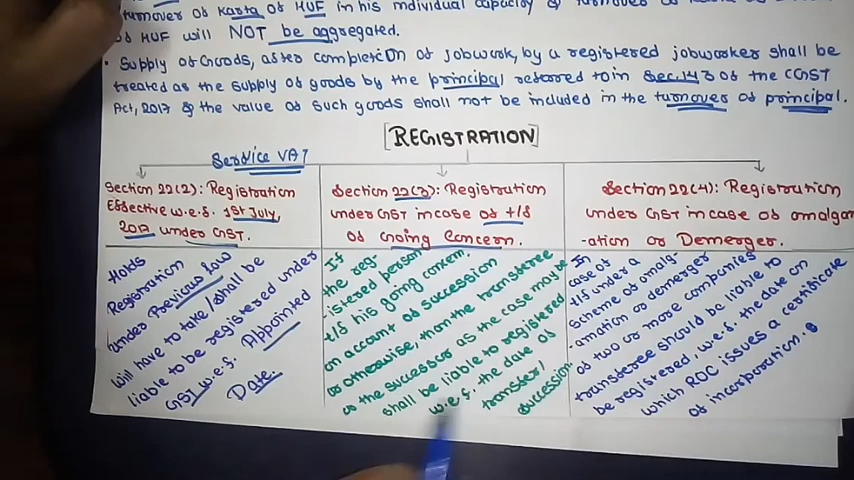 turnover of Karta of HUF in his individual capacity & turnover of Karta
of HUF will NOT be aggregated.
• Supply of Goods, after completion of jobwork, by a registered jobworker shall be
treated as the supply of goods by the principal referred to in Sec.143 of the CGST
Act, 2017 & the value of such goods shall not be included in the turnover of principal.
[REGISTRATION]
Service VAT
Section 22(2): Registration
Effective w.e.f. 1st July,
2017 under GST.
Holds
Registration
under Previous Law
will have to take/shall be
liable to be registered under
GST w.e.f. Appointed
Date.
Section 22(3): Registration
under GST in case of t/f
of Going Concern.
If
the reg-
-istered person
t/f his going concern
on account of succession
or otherwise, than the transferee
or the successor as the case may be
shall be liable to registered
w.e.f. the date of
transfer/
succession.
Section 22(4): Registration
under GST in case of amalgam
-ation or Demerger.
In
case of
t/f under a
scheme of amalg-
-amation or demerger
of two or more companies
transferee should be liable to
be registered, w.e.f. the date on
which ROC issues a certificate
of incorporation.